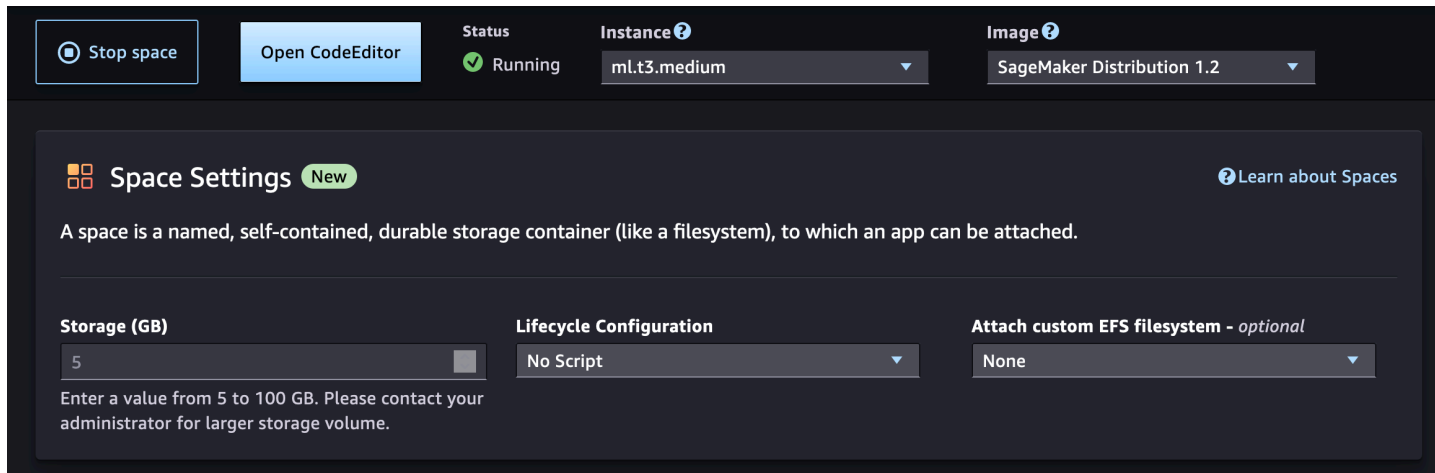 Stop space
Open CodeEditor
Status
Running
Instance
ml.t3.medium
Image
SageMaker Distribution 1.2
Space Settings
New
Learn about Spaces
A space is a named, self-contained, durable storage container (like a filesystem), to which an app can be attached.
Storage (GB)
5
Enter a value from 5 to 100 GB. Please contact your
administrator for larger storage volume.
Lifecycle Configuration
No Script
Attach custom EFS filesystem - optional
None